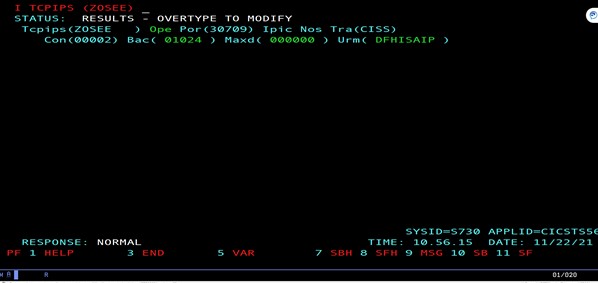 I TCPIPS (ZOSEE) _
STATUS: RESULTS - OVERTYPE TO MODIFY
Tcpips(ZOSEE ) Ope Por(30709) Ipic Nos Tra(CISS)
Con(00002) Bac( 01024 ) Maxd( 000000 ) Urm( DFHISAIP )
SYSID=S730 APPLID=CICSTS56
RESPONSE: NORMAL TIME: 10.56.15 DATE: 11/22/21
PF 1 HELP 3 END 5 VAR 7 SBH 8 SFH 9 MSG 10 SB 11 SF
A 01/020